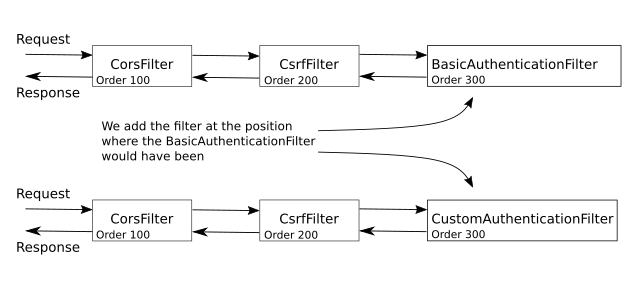 Request
CorsFilter
Order 100
CsrfFilter
Order 200
BasicAuthenticationFilter
Order 300
Response
We add the filter at the position
where the BasicAuthenticationFilter
would have been
Request
CorsFilter
Order 100
CsrfFilter
Order 200
CustomAuthenticationFilter
Order 300
Response